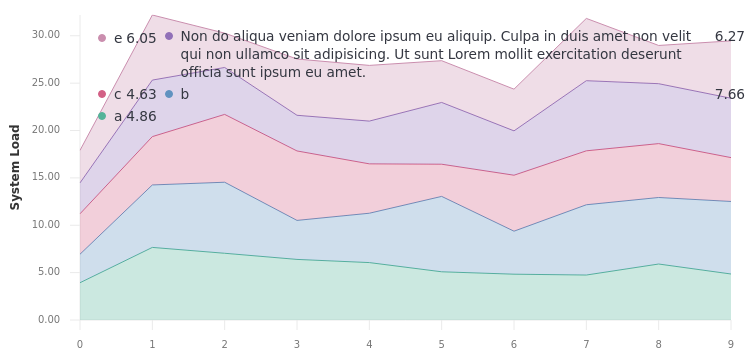 30.00
25.00
20.00
15.00
10.00
5.00
0.00
System Load
e 6.05
Non do aliqua veniam dolore ipsum eu aliquip. Culpa in duis amet non velit 6.27
qui non ullamco sit adipisicing. Ut sunt Lorem mollit exercitation deserunt
officia sunt ipsum eu amet.
c 4.63
b 7.66
a 4.86
0 1 2 3 4 5 6 7 8 9